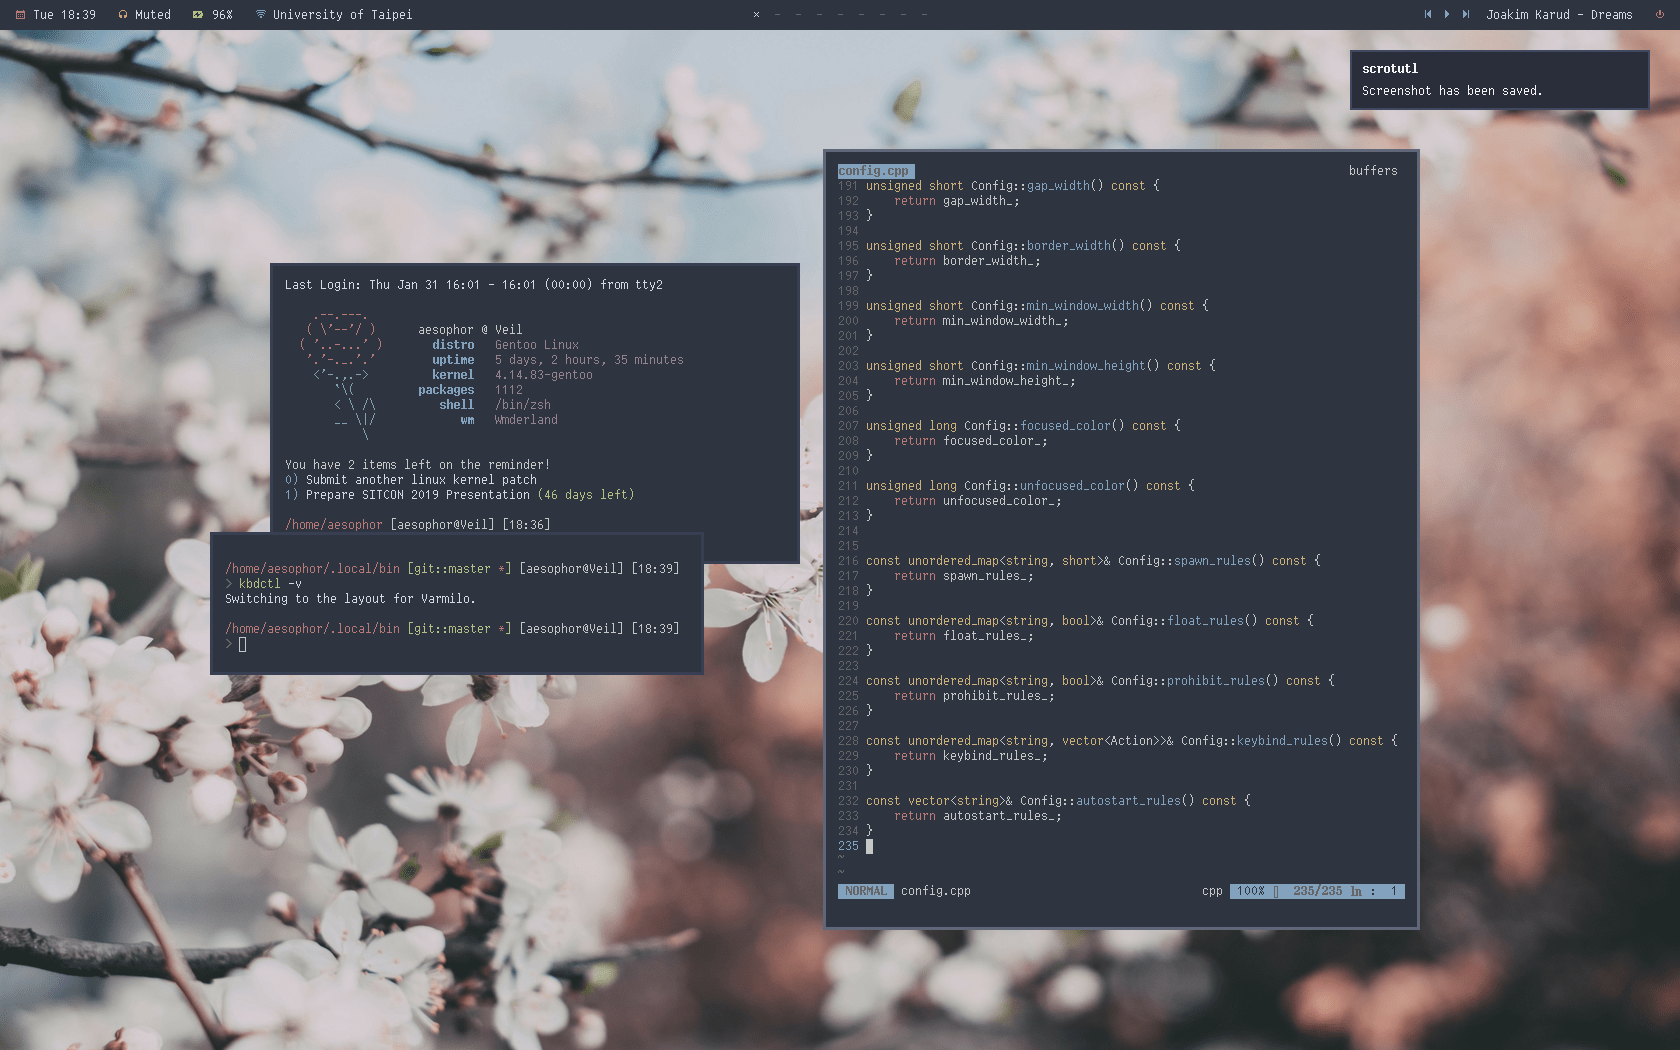 Tue 18:39 Muted 96% University of Taipei × – – – – – – – – Joakim Karud - Dreams
scrotutl
Screenshot has been saved.
Last Login: Thu Jan 31 16:01 - 16:01 (00:00) from tty2
aesophor @ Veil
distro Gentoo Linux
uptime 5 days, 2 hours, 35 minutes
kernel 4.14.83-gentoo
packages 1112
shell /bin/zsh
wm Wmderland
You have 2 items left on the reminder!
0) Submit another linux kernel patch
1) Prepare SITCON 2019 Presentation (46 days left)
/home/aesophor [aesophor@Veil] [18:36]
/home/aesophor/.local/bin [git::master *] [aesophor@Veil] [18:39]
> kbdctl -v
Switching to the layout for Varmilo.
/home/aesophor/.local/bin [git::master *] [aesophor@Veil] [18:39]
>
config.cpp buffers
191 unsigned short Config::gap_width() const {
192     return gap_width_;
193 }
194
195 unsigned short Config::border_width() const {
196     return border_width_;
197 }
198
199 unsigned short Config::min_window_width() const {
200     return min_window_width_;
201 }
202
203 unsigned short Config::min_window_height() const {
204     return min_window_height_;
205 }
206
207 unsigned long Config::focused_color() const {
208     return focused_color_;
209 }
210
211 unsigned long Config::unfocused_color() const {
212     return unfocused_color_;
213 }
214
215
216 const unordered_map<string, short>& Config::spawn_rules() const {
217     return spawn_rules_;
218 }
219
220 const unordered_map<string, bool>& Config::float_rules() const {
221     return float_rules_;
222 }
223
224 const unordered_map<string, bool>& Config::prohibit_rules() const {
225     return prohibit_rules_;
226 }
227
228 const unordered_map<string, vector<Action>>& Config::keybind_rules() const {
229     return keybind_rules_;
230 }
231
232 const vector<string>& Config::autostart_rules() const {
233     return autostart_rules_;
234 }
235
~
~
NORMAL config.cpp cpp 100% 235/235 ln : 1